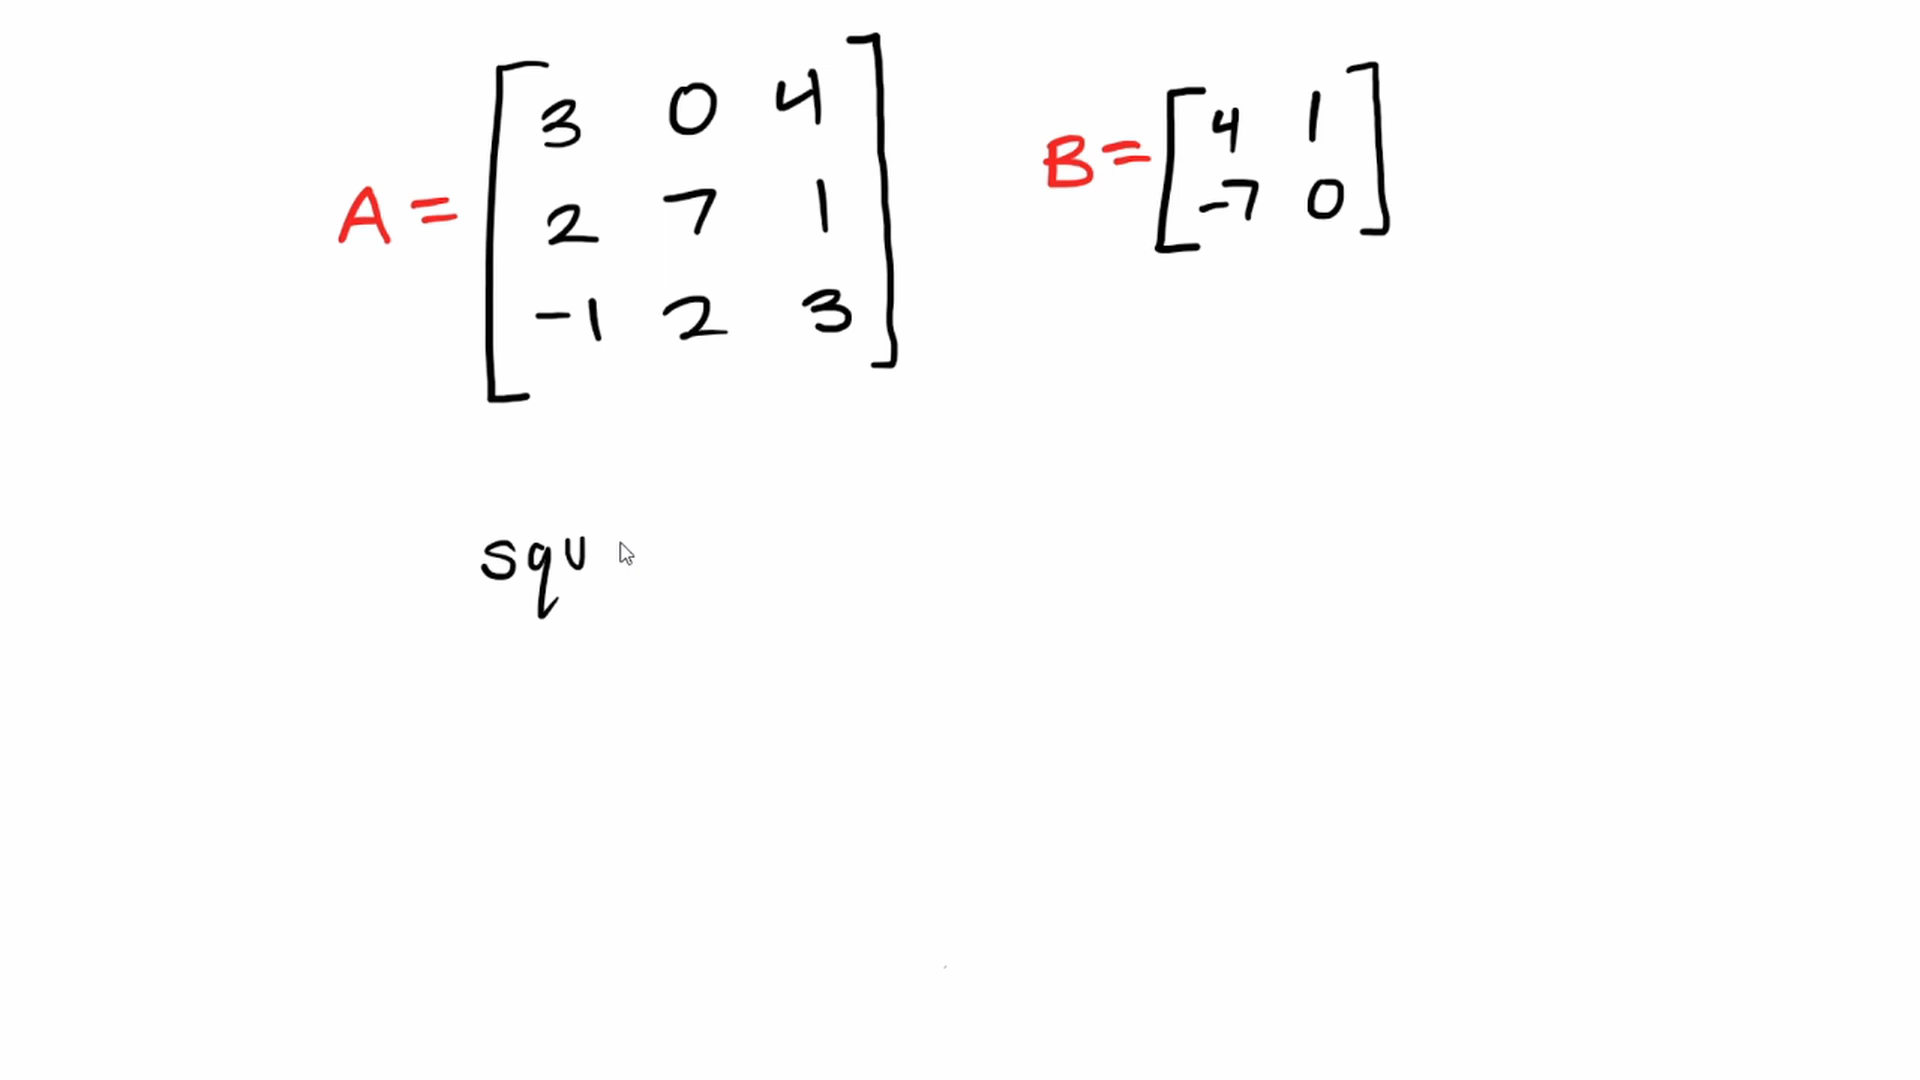 A = [3 0 4
2 7 1
-1 2 3]
B = [4 1
-7 0]
squ